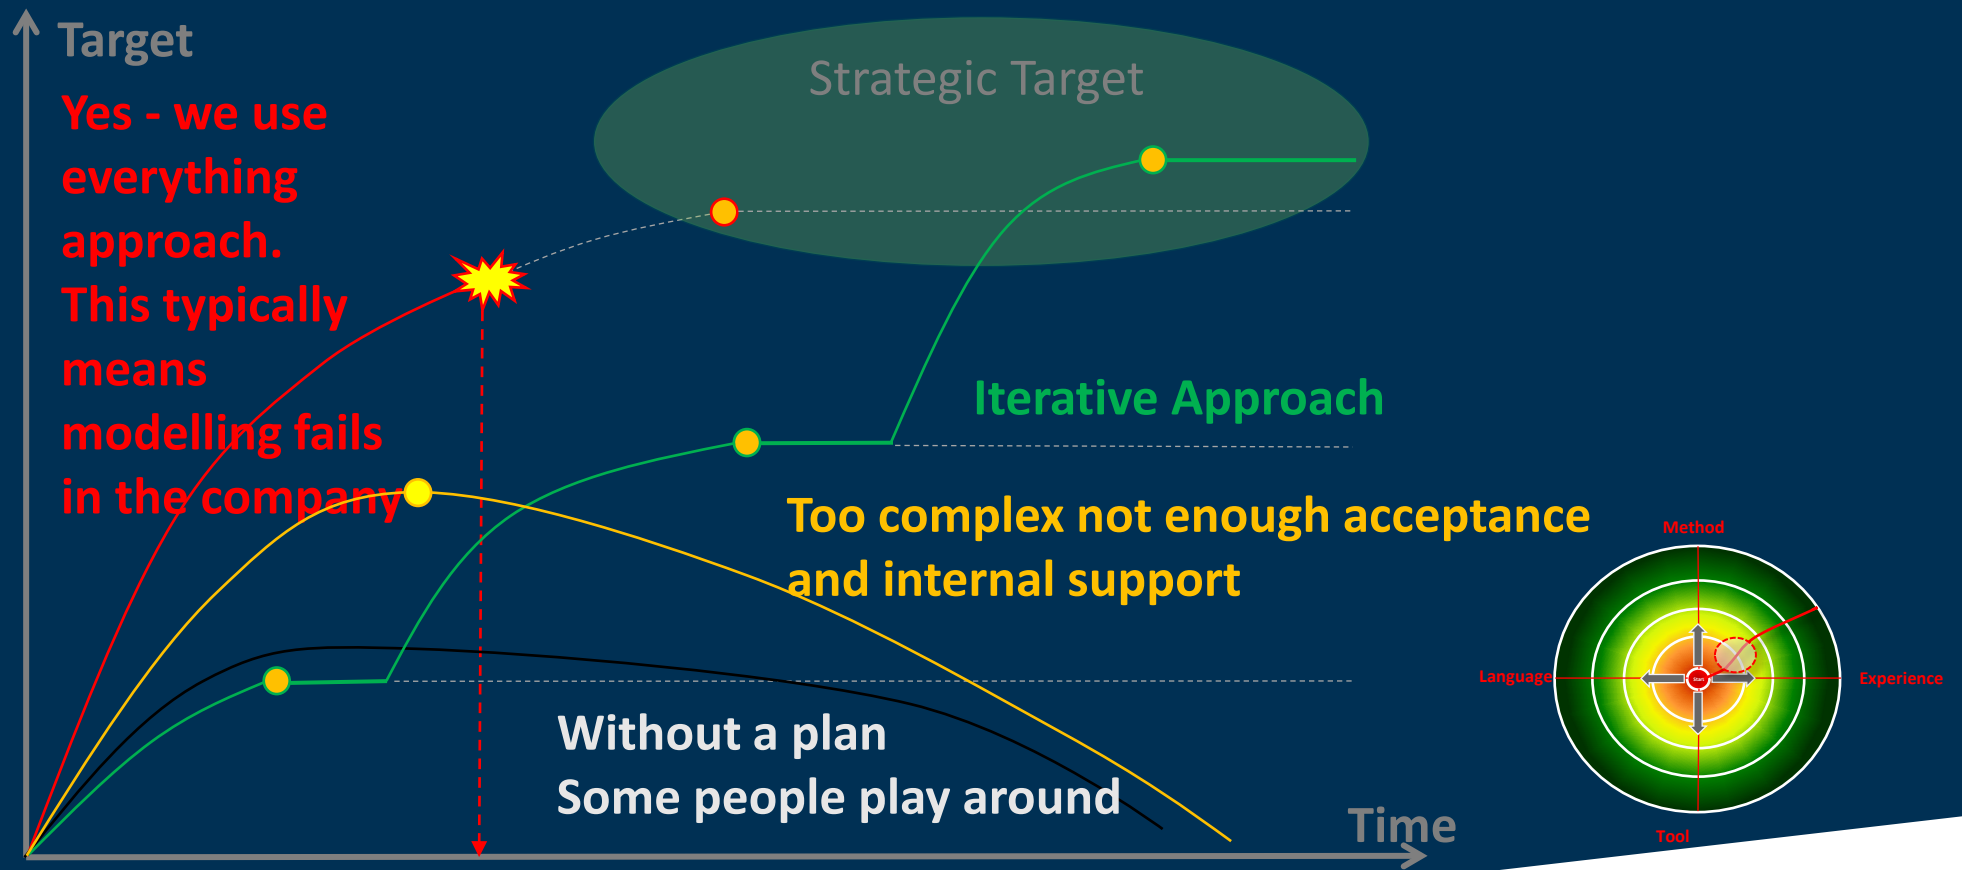 Target
Strategic Target
Yes - we use
everything
approach.
This typically
means
modelling fails
in the company
Iterative Approach
Too complex not enough acceptance
and internal support
Without a plan
Some people play around
Time
Method
Language
Start
Experience
Tool